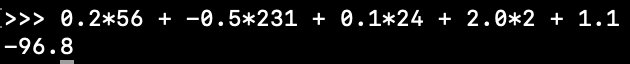 >>> 0.2*56 + -0.5*231 + 0.1*24 + 2.0*2 + 1.1
-96.8